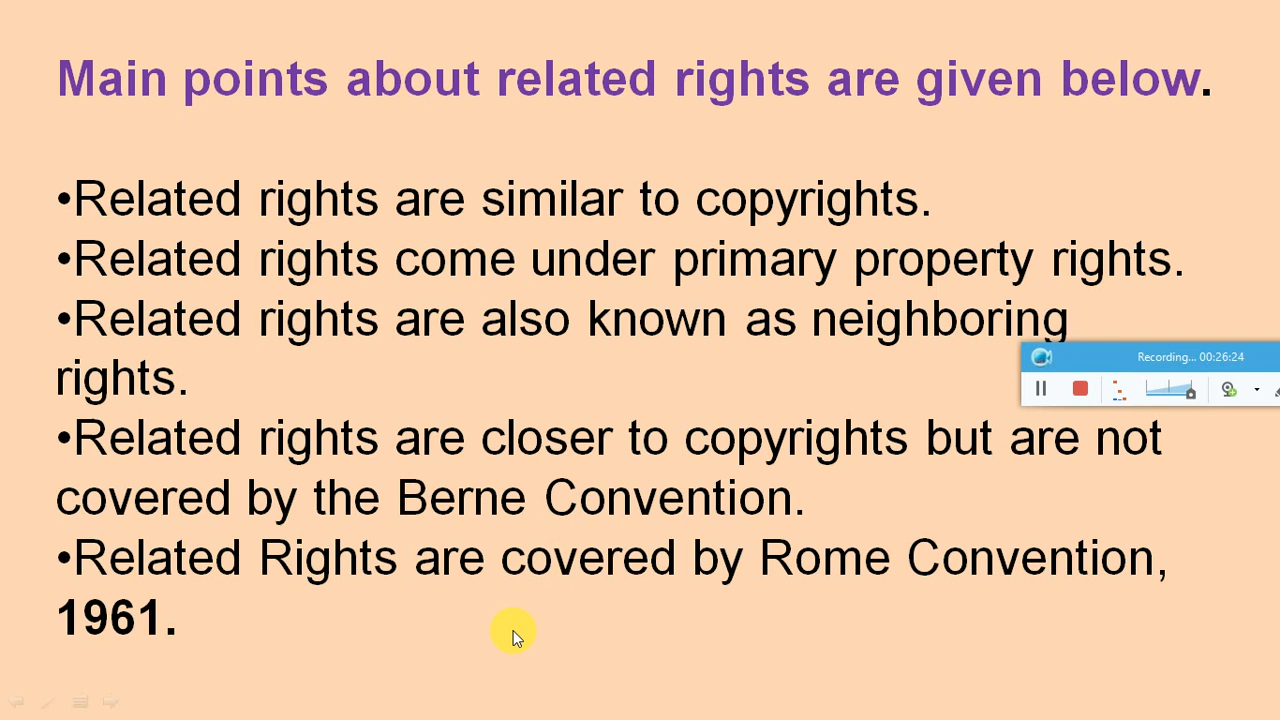 Main points about related rights are given below.
•Related rights are similar to copyrights.
•Related rights come under primary property rights.
•Related rights are also known as neighboring
rights.
Recording... 00:26:24
•Related rights are closer to copyrights but are not
covered by the Berne Convention.
•Related Rights are covered by Rome Convention,
1961.